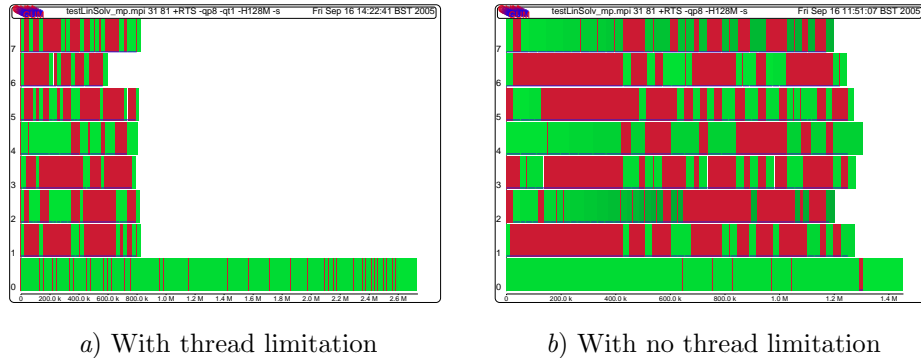 testLinSolv_mp.mpi 31 81 +RTS -qp8 -qt1 -H128M -s Fri Sep 16 14:22:41 BST 2005
7
6
5
4
3
2
1
0
0 200.0 k 400.0 k 600.0 k 800.0 k 1.0 M 1.2 M 1.4 M 1.6 M 1.8 M 2.0 M 2.2 M 2.4 M 2.6 M
a) With thread limitation
testLinSolv_mp.mpi 31 81 +RTS -qp8 -H128M -s Fri Sep 16 11:51:07 BST 2005
7
6
5
4
3
2
1
0
0 200.0 k 400.0 k 600.0 k 800.0 k 1.0 M 1.2 M 1.4 M
b) With no thread limitation